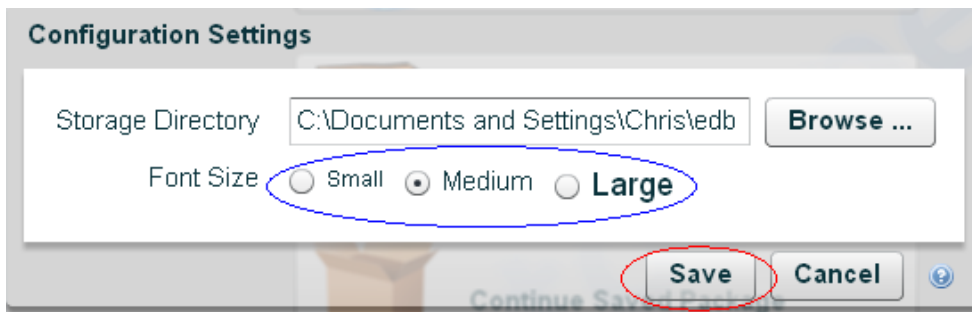 Configuration Settings
Storage Directory C:\Documents and Settings\Chris\edb Browse ...
Font Size Small Medium Large
Save Cancel ?
Continue Saved Package